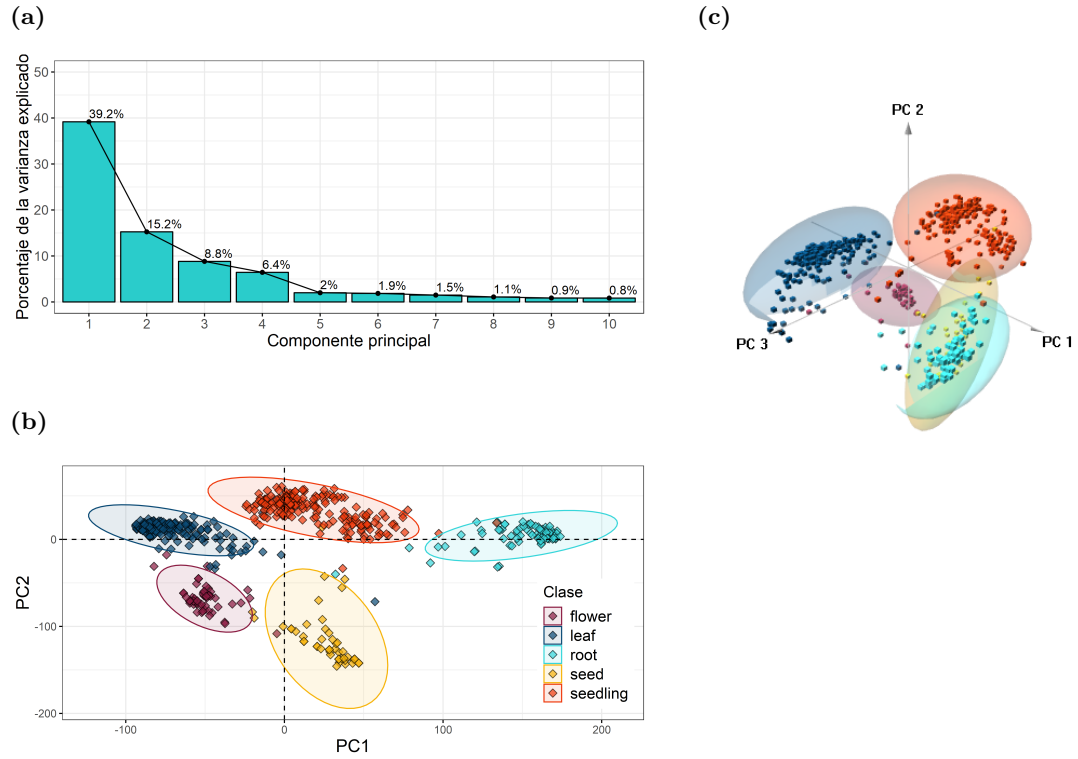 (a)
Porcentaje de la varianza explicado
50
40
30
20
10
0
39.2%
15.2%
8.8%
6.4%
2%
1.9%
1.5%
1.1%
0.9%
0.8%
1 2 3 4 5 6 7 8 9 10
Componente principal
(c)
PC 2
PC 3
PC 1
(b)
PC2
0
-100
-200
-100 0 100 200
PC1
Clase
flower
leaf
root
seed
seedling